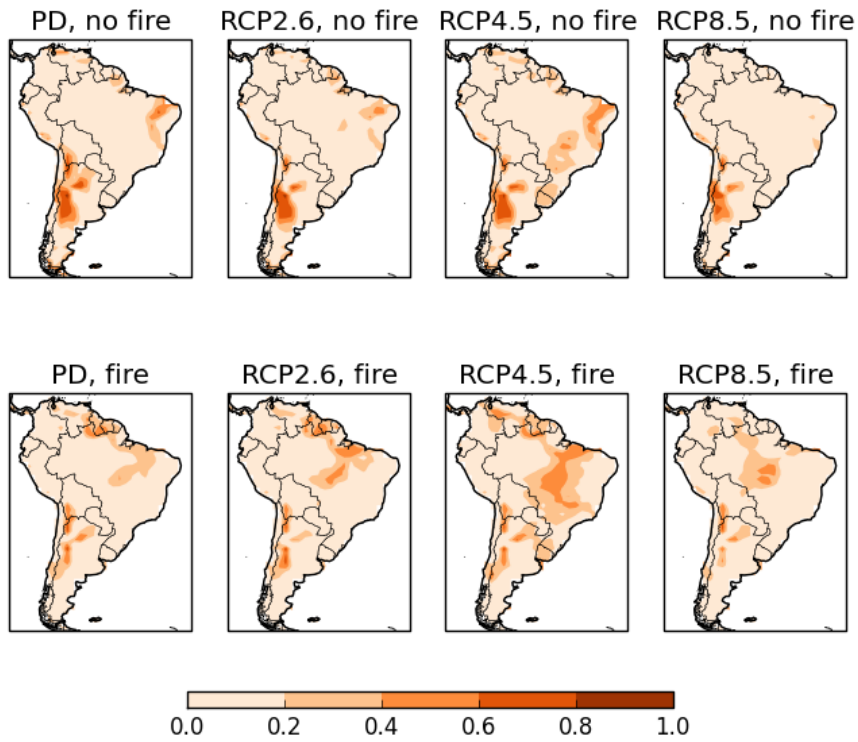 PD, no fire
RCP2.6, no fire
RCP4.5, no fire
RCP8.5, no fire
PD, fire
RCP2.6, fire
RCP4.5, fire
RCP8.5, fire
0.0 0.2 0.4 0.6 0.8 1.0